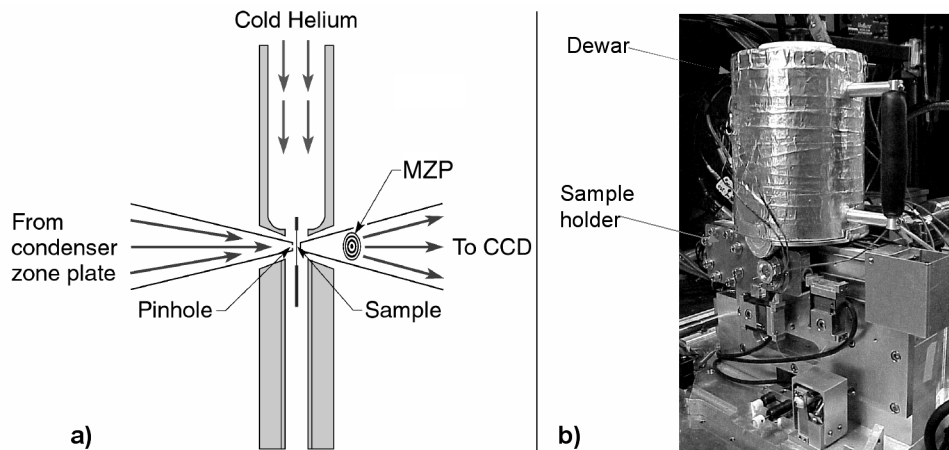 Cold Helium
MZP
From
condenser
zone plate
To CCD
Pinhole
Sample
a)
Dewar
Sample
holder
b)